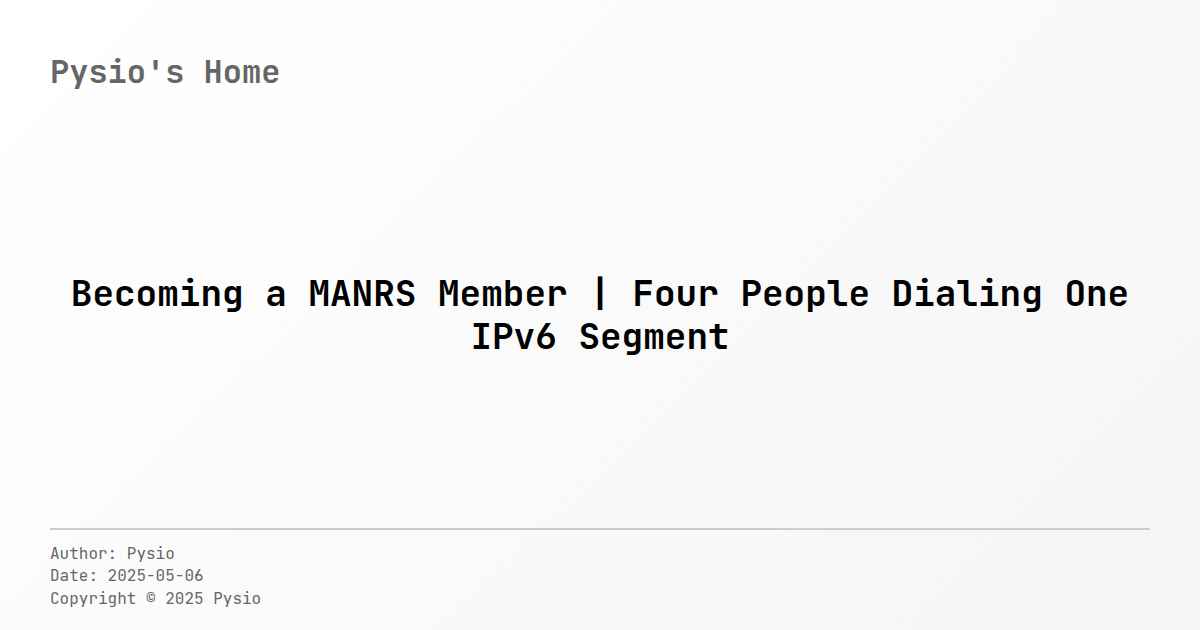 Pysio's Home
Becoming a MANRS Member | Four People Dialing One
IPv6 Segment
Author: Pysio
Date: 2025-05-06
Copyright © 2025 Pysio